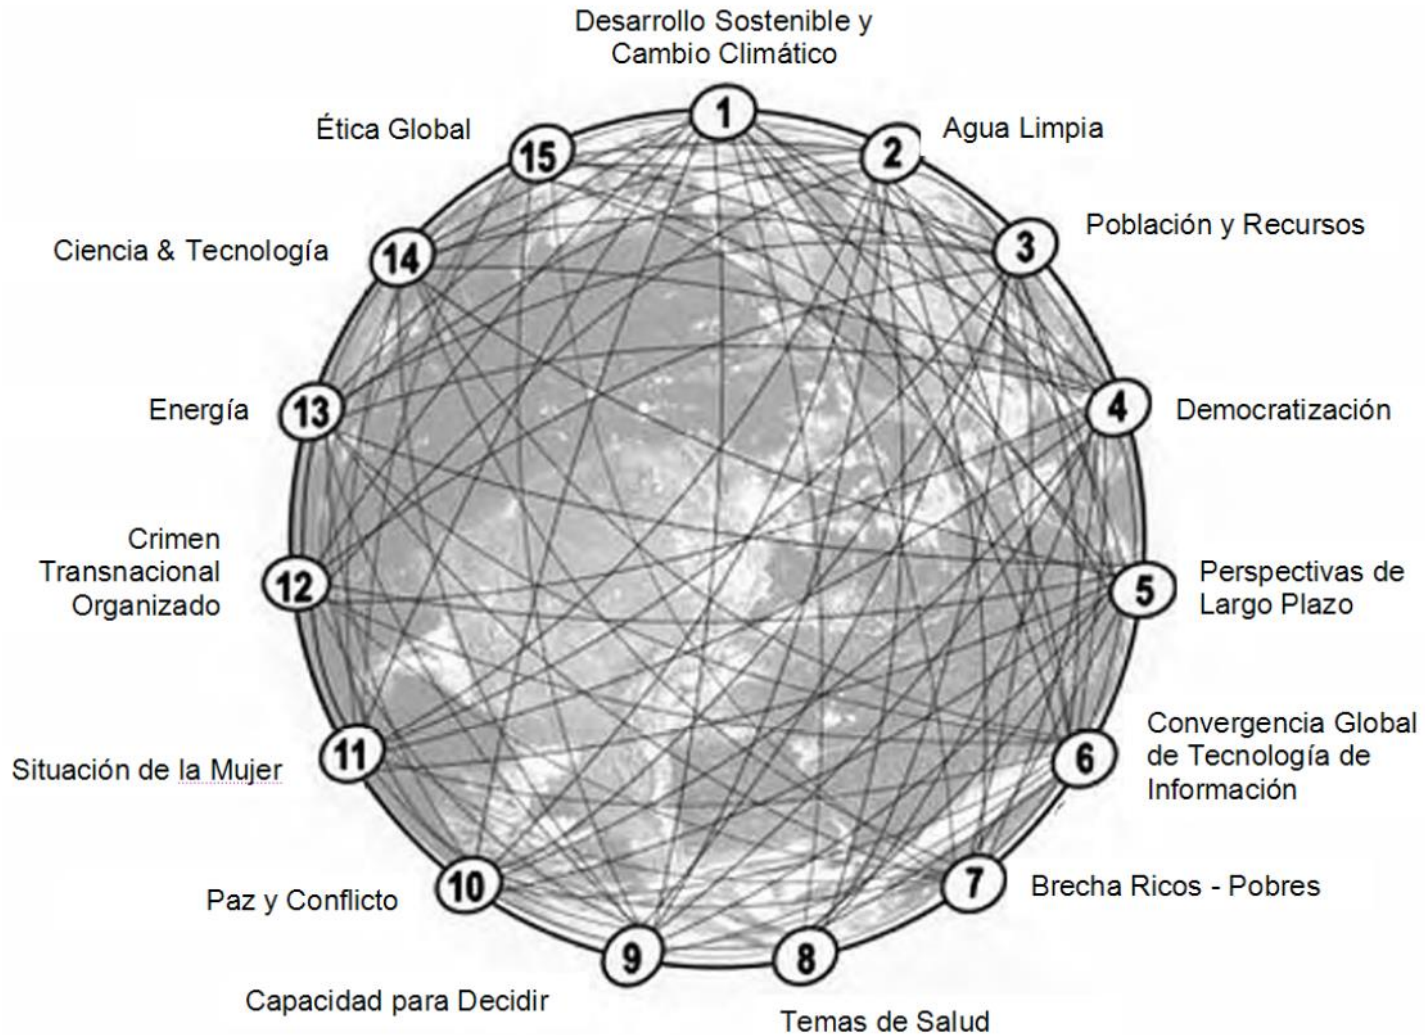 Desarrollo Sostenible y
Cambio Climático
1
Agua Limpia
2
Población y Recursos
3
Democratización
4
Perspectivas de
Largo Plazo
5
Convergencia Global
de Tecnología de
Información
6
Brecha Ricos - Pobres
7
Temas de Salud
8
Capacidad para Decidir
9
Paz y Conflicto
10
Situación de la Mujer
11
Crimen
Transnacional
Organizado
12
Energía
13
Ciencia & Tecnología
14
Ética Global
15